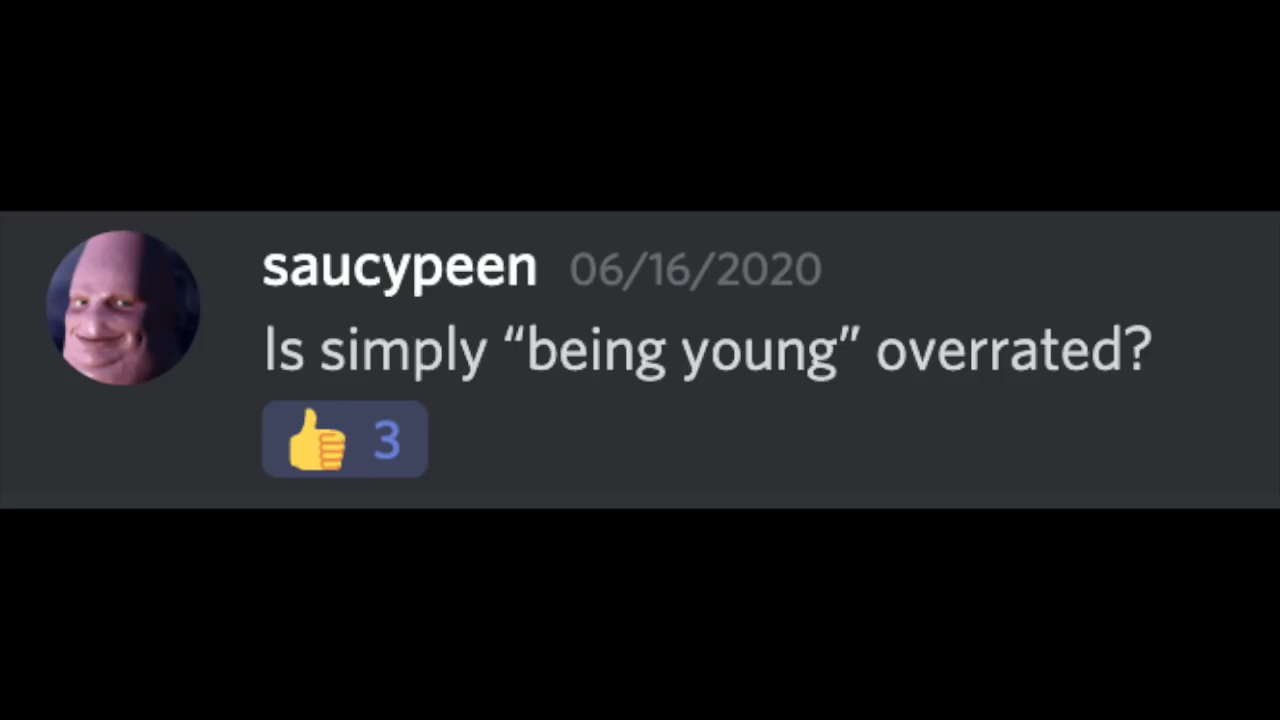 saucypeen 06/16/2020
Is simply “being young” overrated?
👍 3